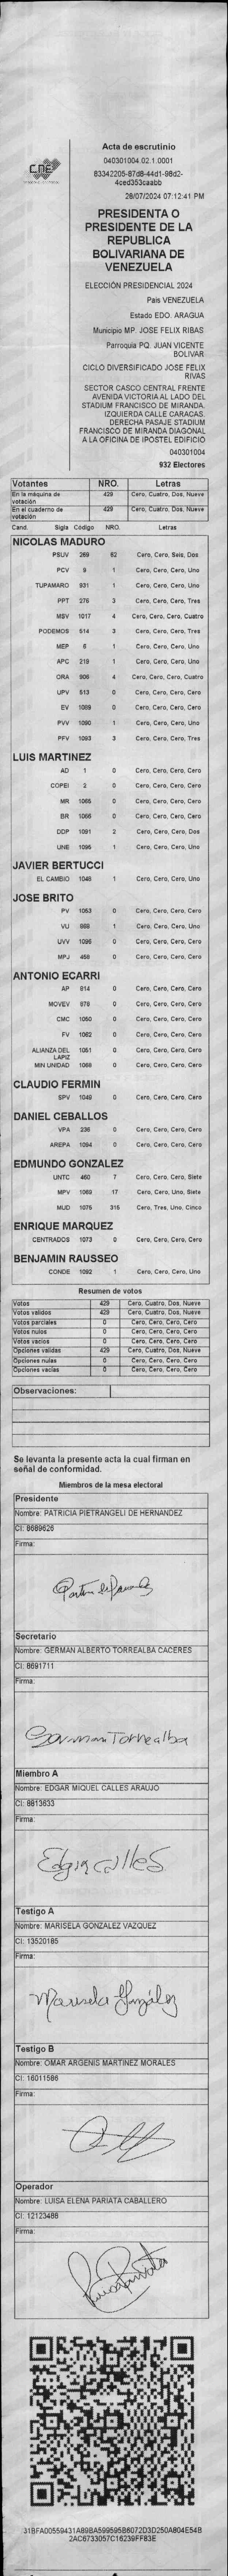 CNE
Acta de escrutinio
040301004.02.1.0001
83342205-87d8-44d1-98d2-
4ced353caabb
28/07/2024 07:12:41 PM
PRESIDENTA O
PRESIDENTE DE LA
REPUBLICA
BOLIVARIANA DE
VENEZUELA
ELECCIÓN PRESIDENCIAL 2024
Pais VENEZUELA
Estado EDO. ARAGUA
Municipio MP. JOSE FELIX RIBAS
Parroquia PQ. JUAN VICENTE
BOLIVAR
CICLO DIVERSIFICADO JOSE FELIX
RIVAS
SECTOR CASCO CENTRAL FRENTE
AVENIDA VICTORIA AL LADO DEL
STADIUM FRANCISCO DE MIRANDA.
IZQUIERDA CALLE CARACAS.
DERECHA PASAJE STADIUM
FRANCISCO DE MIRANDA DIAGONAL
A LA OFICINA DE IPOSTEL EDIFICIO
040301004
932 Electores
Votantes NRO. Letras
En la máquina de
votación 429 Cero, Cuatro, Dos, Nueve
En el cuaderno de
votación 429 Cero, Cuatro, Dos, Nueve
Cand. Sigla Código NRO. Letras
NICOLAS MADURO
PSUV 269 62 Cero, Cero, Seis, Dos
PCV 9 1 Cero, Cero, Cero, Uno
TUPAMARO 931 1 Cero, Cero, Cero, Uno
PPT 276 3 Cero, Cero, Cero, Tres
MSV 1017 4 Cero, Cero, Cero, Cuatro
PODEMOS 514 3 Cero, Cero, Cero, Tres
MEP 6 1 Cero, Cero, Cero, Uno
APC 219 1 Cero, Cero, Cero, Uno
ORA 906 4 Cero, Cero, Cero, Cuatro
UPV 513 0 Cero, Cero, Cero, Cero
EV 1089 0 Cero, Cero, Cero, Cero
PVV 1090 1 Cero, Cero, Cero, Uno
PFV 1093 3 Cero, Cero, Cero, Tres
LUIS MARTINEZ
AD 1 0 Cero, Cero, Cero, Cero
COPEI 2 0 Cero, Cero, Cero, Cero
MR 1065 0 Cero, Cero, Cero, Cero
BR 1066 0 Cero, Cero, Cero, Cero
DDP 1091 2 Cero, Cero, Cero, Dos
UNE 1095 1 Cero, Cero, Cero, Uno
JAVIER BERTUCCI
EL CAMBIO 1046 1 Cero, Cero, Cero, Uno
JOSE BRITO
PV 1053 0 Cero, Cero, Cero, Cero
VU 668 1 Cero, Cero, Cero, Uno
UVV 1096 0 Cero, Cero, Cero, Cero
MPJ 458 0 Cero, Cero, Cero, Cero
ANTONIO ECARRI
AP 814 0 Cero, Cero, Cero, Cero
MOVEV 979 0 Cero, Cero, Cero, Cero
CMC 1050 0 Cero, Cero, Cero, Cero
FV 1062 0 Cero, Cero, Cero, Cero
ALIANZA DEL
LAPIZ 1051 0 Cero, Cero, Cero, Cero
MIN UNIDAD 1068 0 Cero, Cero, Cero, Cero
CLAUDIO FERMIN
SPV 1049 0 Cero, Cero, Cero, Cero
DANIEL CEBALLOS
VPA 236 0 Cero, Cero, Cero, Cero
AREPA 1094 0 Cero, Cero, Cero, Cero
EDMUNDO GONZALEZ
UNTC 460 7 Cero, Cero, Cero, Siete
MPV 1069 17 Cero, Cero, Uno, Siete
MUD 1075 315 Cero, Tres, Uno, Cinco
ENRIQUE MARQUEZ
CENTRADOS 1073 0 Cero, Cero, Cero, Cero
BENJAMIN RAUSSEO
CONDE 1092 1 Cero, Cero, Cero, Uno
Resumen de votos
Votos 429 Cero, Cuatro, Dos, Nueve
Votos validos 429 Cero, Cuatro, Dos, Nueve
Votos parciales 0 Cero, Cero, Cero, Cero
Votos nulos 0 Cero, Cero, Cero, Cero
Votos vacios 0 Cero, Cero, Cero, Cero
Opciones validas 429 Cero, Cuatro, Dos, Nueve
Opciones nulas 0 Cero, Cero, Cero, Cero
Opciones vacias 0 Cero, Cero, Cero, Cero
Observaciones:
Se levanta la presente acta la cual firman en
señal de conformidad.
Miembros de la mesa electoral
Presidente
Nombre: PATRICIA PIETRANGELI DE HERNANDEZ
CI: 8689626
Firma:
Secretario
Nombre: GERMAN ALBERTO TORREALBA CACERES
CI: 8691711
Firma:
German Torrealba
Miembro A
Nombre: EDGAR MIQUEL CALLES ARAUJO
CI: 8813633
Firma:
Edgar calles
Testigo A
Nombre: MARISELA GONZALEZ VAZQUEZ
CI: 13520185
Firma:
Marisela González
Testigo B
Nombre: OMAR ARGENIS MARTINEZ MORALES
CI: 16011586
Firma:
Operador
Nombre: LUISA ELENA PARIATA CABALLERO
CI: 12123488
Firma:
31BFA00559431A89BA599595B6072D3D250A804E54B
2AC6733057C16239FF83E